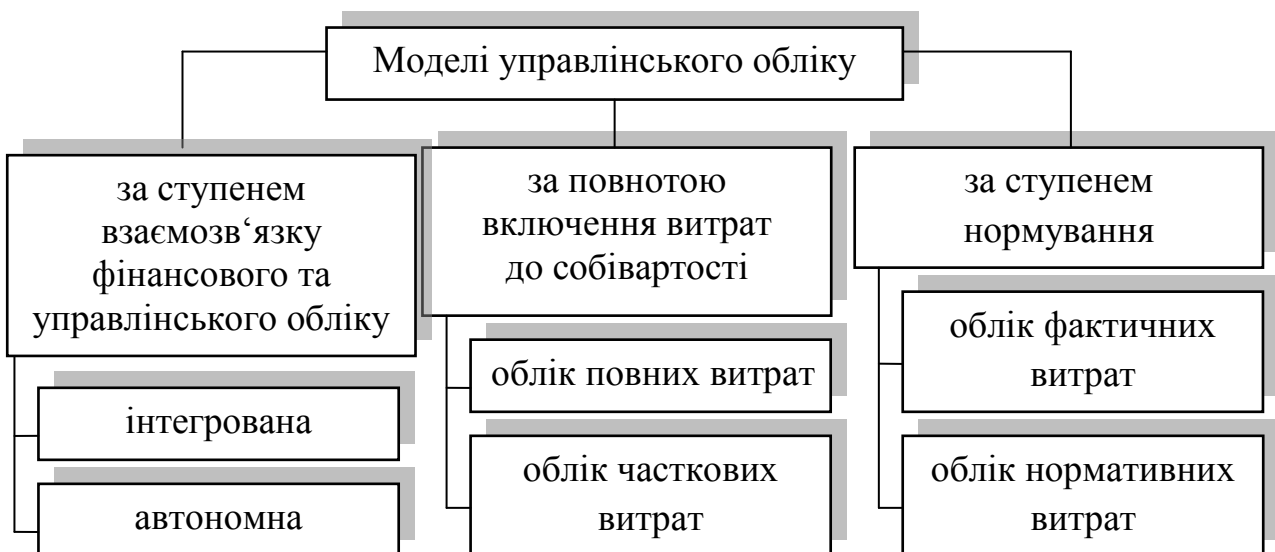 Моделі управлінського обліку
за ступенем
взаємозв‘язку
фінансового та
управлінського обліку
інтегрована
автономна
за повнотою
включення витрат
до собівартості
облік повних витрат
облік часткових
витрат
за ступенем
нормування
облік фактичних
витрат
облік нормативних
витрат